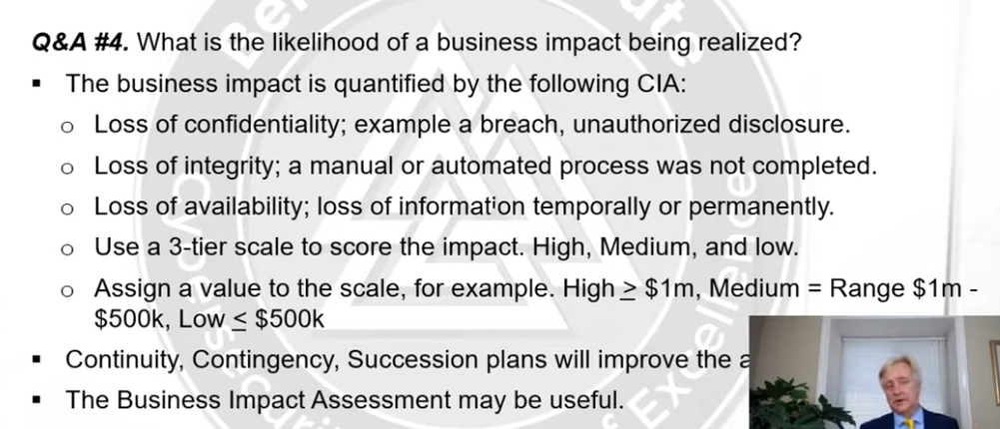 Q&A #4. What is the likelihood of a business impact being realized?
▪ The business impact is quantified by the following CIA:
o Loss of confidentiality; example a breach, unauthorized disclosure.
o Loss of integrity; a manual or automated process was not completed.
o Loss of availability; loss of information temporally or permanently.
o Use a 3-tier scale to score the impact. High, Medium, and low.
o Assign a value to the scale, for example. High ≥ $1m, Medium = Range $1m -
$500k, Low ≤ $500k
▪ Continuity, Contingency, Succession plans will improve the
▪ The Business Impact Assessment may be useful.
Excellence